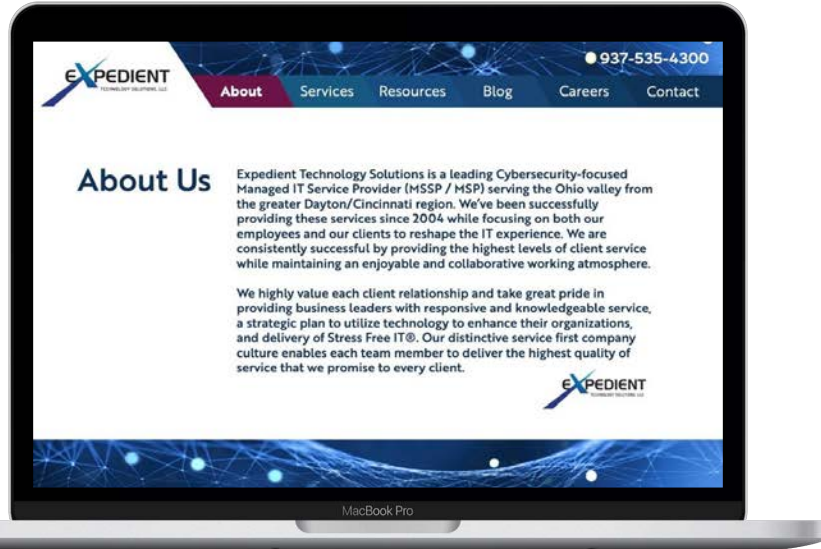 937-535-4300
EXPEDIENT
TECHNOLOGY SOLUTIONS, LLC
About Services Resources Blog Careers Contact
About Us
Expedient Technology Solutions is a leading Cybersecurity-focused
Managed IT Service Provider (MSSP / MSP) serving the Ohio valley from
the greater Dayton/Cincinnati region. We've been successfully
providing these services since 2004 while focusing on both our
employees and our clients to reshape the IT experience. We are
consistently successful by providing the highest levels of client service
while maintaining an enjoyable and collaborative working atmosphere.
We highly value each client relationship and take great pride in
providing business leaders with responsive and knowledgeable service,
a strategic plan to utilize technology to enhance their organizations,
and delivery of Stress Free IT®. Our distinctive service first company
culture enables each team member to deliver the highest quality of
service that we promise to every client.
EXPEDIENT
TECHNOLOGY SOLUTIONS, LLC
MacBook Pro